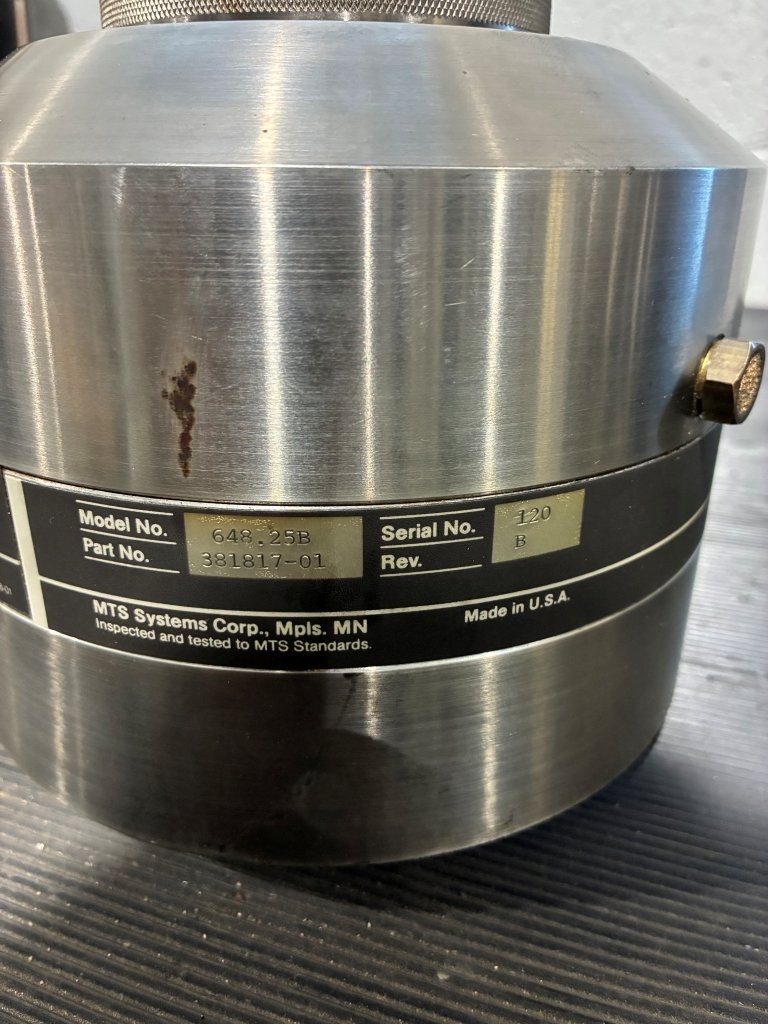 Model No. 648.25B Serial No. 120
Part No. 381817-01 Rev. B
MTS Systems Corp., Mpls. MN Made in U.S.A.
Inspected and tested to MTS Standards.